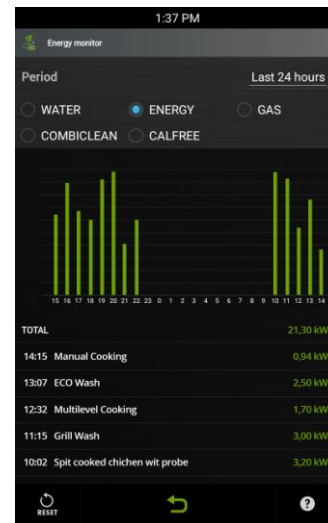 1:37 PM
Energy monitor
Period Last 24 hours
WATER ENERGY GAS
COMBICLEAN CALFREE
15 16 17 18 19 20 21 22 23 0 1 2 3 4 5 6 7 8 9 10 11 12 13 14
TOTAL 21,30 kW
14:15 Manual Cooking 0,94 kW
13:07 ECO Wash 2,50 kW
12:32 Multilevel Cooking 1,70 kW
11:15 Grill Wash 3,00 kW
10:02 Spit cooked chichen wit probe 3,20 kW
RESET ?